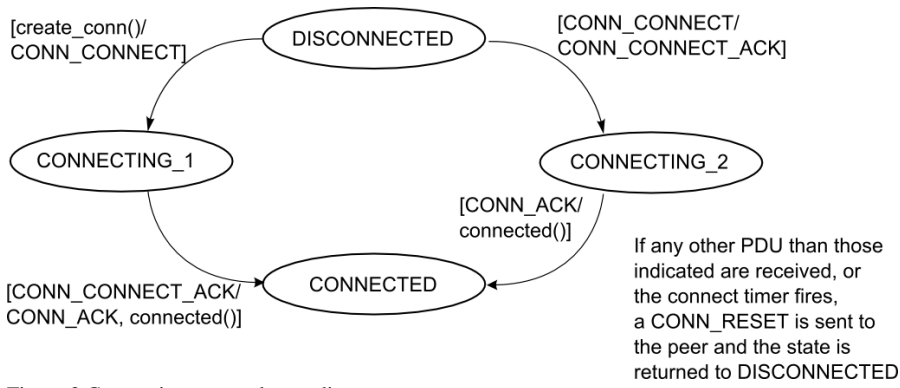 [create_conn()/
CONN_CONNECT]
DISCONNECTED
[CONN_CONNECT/
CONN_CONNECT_ACK]
CONNECTING_1
CONNECTING_2
[CONN_ACK/
connected()]
CONNECTED
[CONN_CONNECT_ACK/
CONN_ACK, connected()]
If any other PDU than those
indicated are received, or
the connect timer fires,
a CONN_RESET is sent to
the peer and the state is
returned to DISCONNECTED